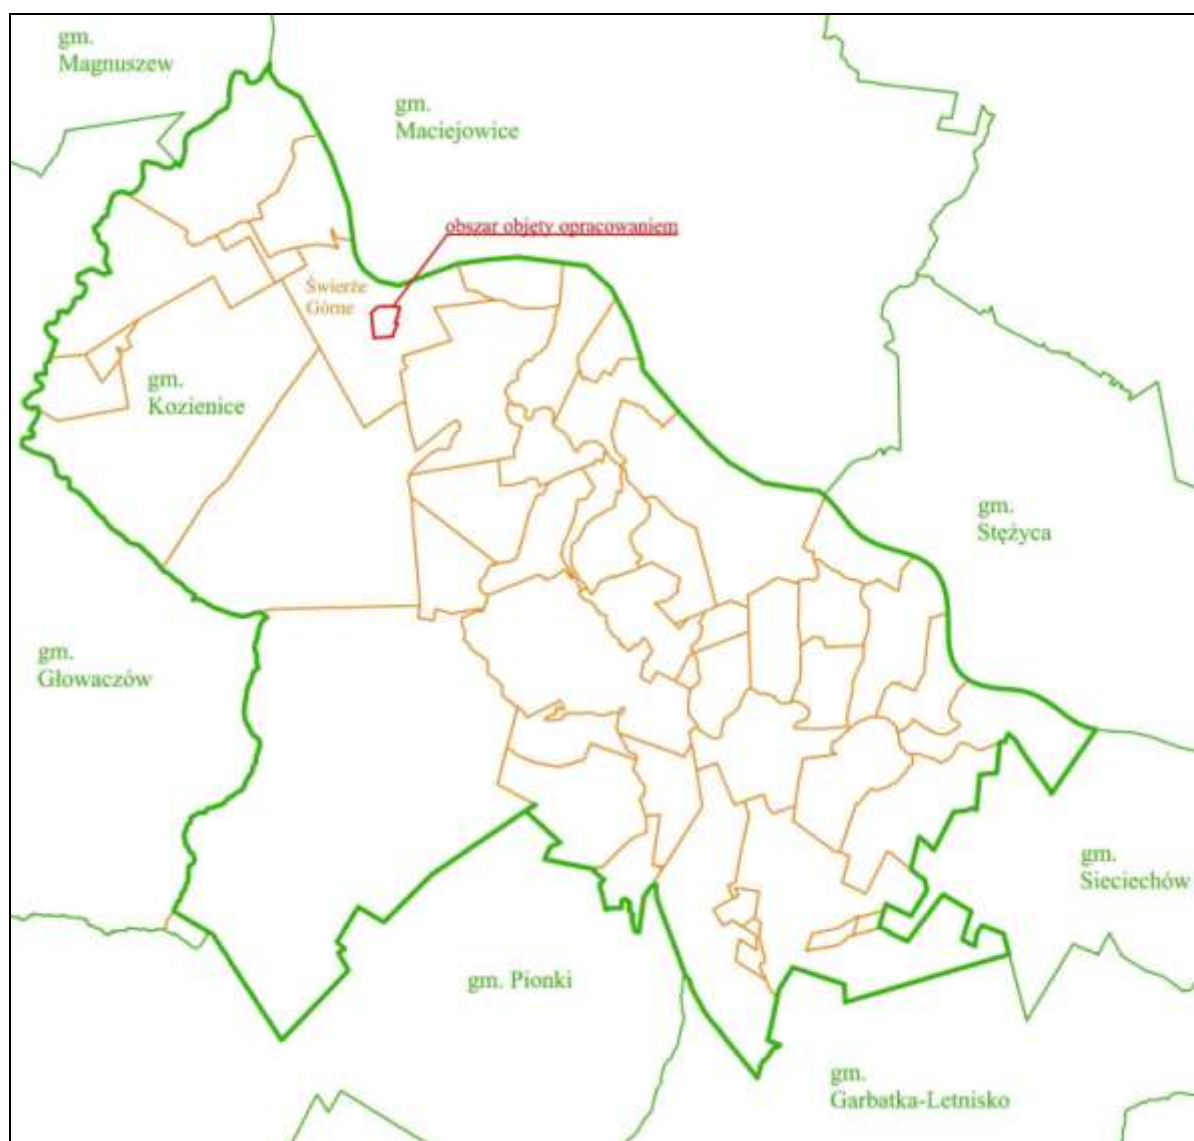 gm.
Magnuszew
gm.
Maciejowice
obszar objęty opracowaniem
Świerże
Górne
gm.
Kozienice
gm.
Stężyca
gm.
Głowaczów
gm.
Sieciechów
gm. Pionki
gm.
Garbatka-Letnisko